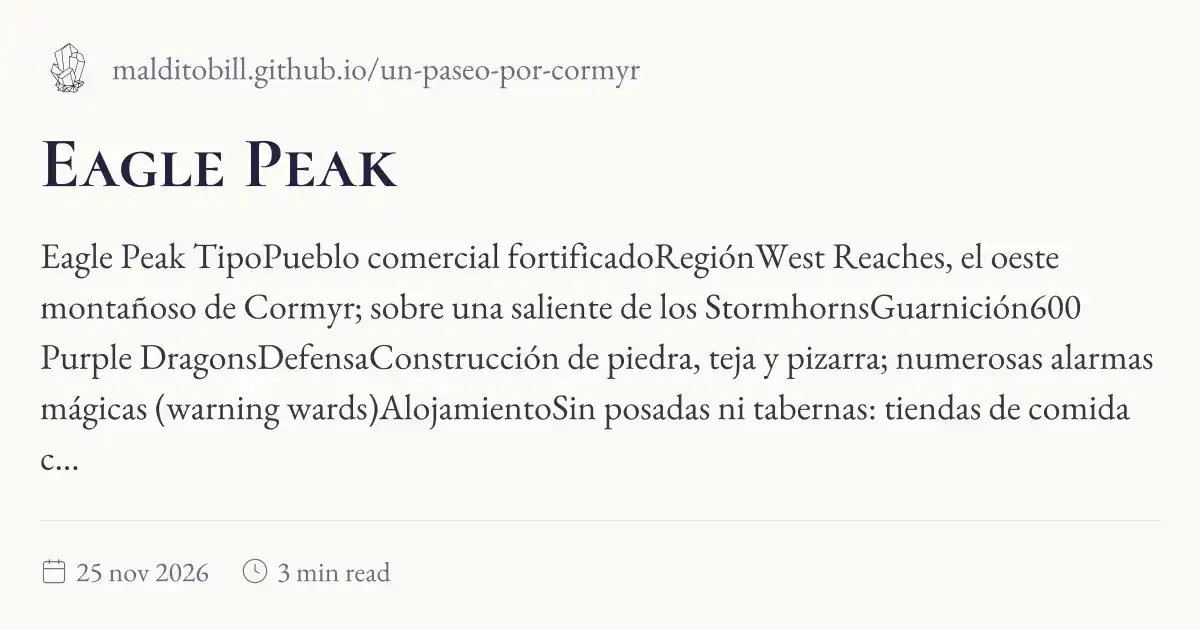 malditobill.github.io/un-paseo-por-cormyr
Eagle Peak
Eagle Peak TipoPueblo comercial fortificadoRegiónWest Reaches, el oeste
montañoso de Cormyr; sobre una saliente de los StormhornsGuarnición600
Purple DragonsDefensaConstrucción de piedra, teja y pizarra; numerosas alarmas
mágicas (warning wards)AlojamientoSin posadas ni tabernas: tiendas de comida
c...
25 nov 2026 3 min read